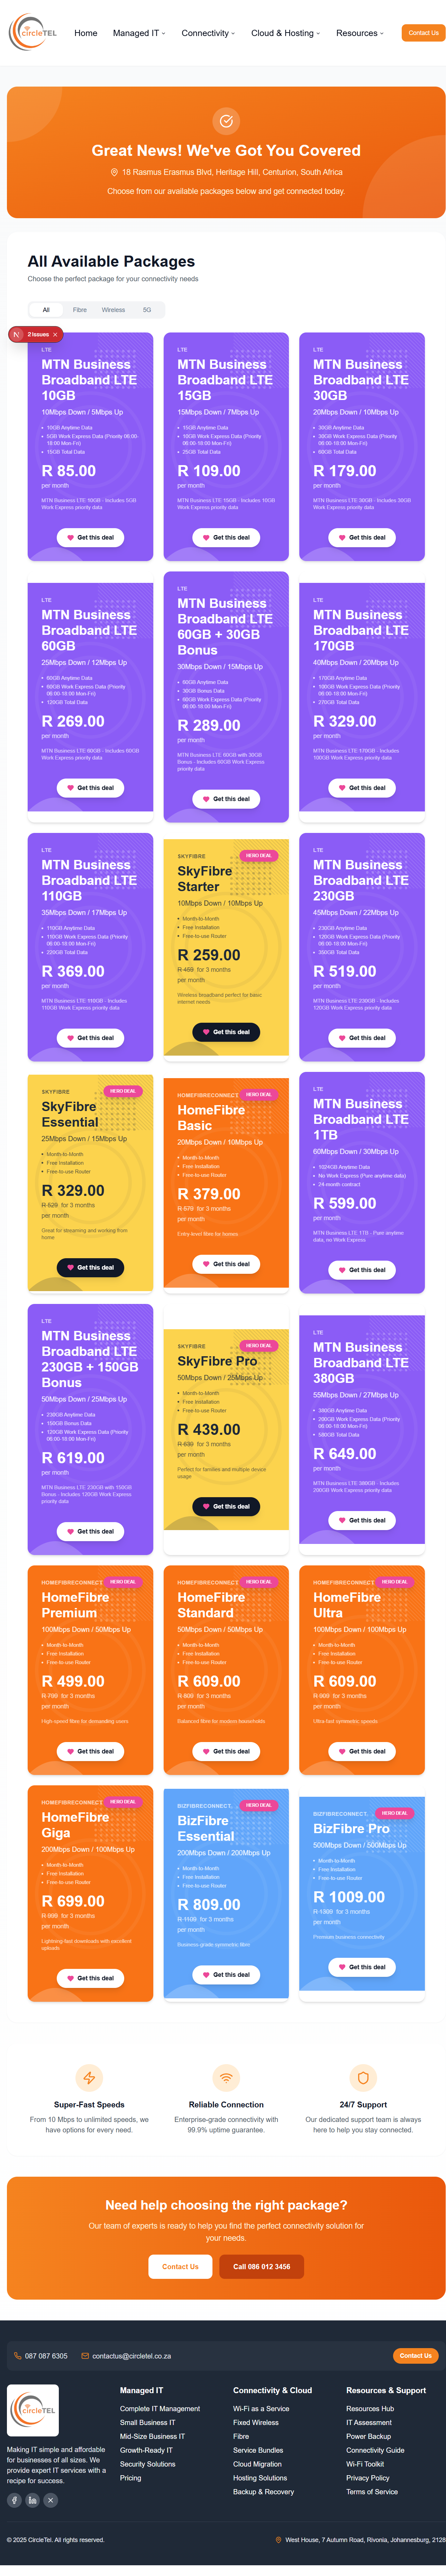 circleTEL
Home
Managed IT
Connectivity
Cloud & Hosting
Resources
Contact Us
Great News! We've Got You Covered
18 Rasmus Erasmus Blvd, Heritage Hill, Centurion, South Africa
Choose from our available packages below and get connected today.
All Available Packages
Choose the perfect package for your connectivity needs
All
Fibre
Wireless
5G
N
2 Issues
LTE
MTN Business
Broadband LTE
10GB
10Mbps Down / 5Mbps Up
10GB Anytime Data
5GB Work Express Data (Priority 08:00-
18:00 Mon-Fri)
15GB Total Data
R 85.00
per month
MTN Business LTE 10GB - Includes 5GB
Work Express priority data
Get this deal
LTE
MTN Business
Broadband LTE
15GB
15Mbps Down / 7Mbps Up
15GB Anytime Data
10GB Work Express Data (Priority
08:00-18:00 Mon-Fri)
25GB Total Data
R 109.00
per month
MTN Business LTE 15GB - Includes 10GB
Work Express priority data
Get this deal
LTE
MTN Business
Broadband LTE
30GB
20Mbps Down / 10Mbps Up
30GB Anytime Data
30GB Work Express Data (Priority
08:00-18:00 Mon-Fri)
60GB Total Data
R 179.00
per month
MTN Business LTE 30GB - Includes 30GB
Work Express priority data
Get this deal
LTE
MTN Business
Broadband LTE
60GB
25Mbps Down / 12Mbps Up
60GB Anytime Data
60GB Work Express Data (Priority
08:00-18:00 Mon-Fri)
120GB Total Data
R 269.00
per month
MTN Business LTE 60GB - Includes 60GB
Work Express priority data
Get this deal
LTE
MTN Business
Broadband LTE
60GB + 30GB
Bonus
30Mbps Down / 15Mbps Up
60GB Anytime Data
30GB Bonus Data
60GB Work Express Data (Priority
08:00-18:00 Mon-Fri)
R 289.00
per month
MTN Business LTE 60GB with 30GB
Bonus - Includes 60GB Work Express
priority data
Get this deal
LTE
MTN Business
Broadband LTE
170GB
40Mbps Down / 20Mbps Up
170GB Anytime Data
100GB Work Express Data (Priority
08:00-18:00 Mon-Fri)
270GB Total Data
R 329.00
per month
MTN Business LTE 170GB - Includes
100GB Work Express priority data
Get this deal
LTE
MTN Business
Broadband LTE
110GB
35Mbps Down / 17Mbps Up
110GB Anytime Data
110GB Work Express Data (Priority
08:00-18:00 Mon-Fri)
220GB Total Data
R 369.00
per month
MTN Business LTE 110GB - Includes
110GB Work Express priority data
Get this deal
SKYFIBRE
HERO DEAL
SkyFibre
Starter
10Mbps Down / 10Mbps Up
Month-to-Month
Free Installation
Free-to-use Router
R 259.00
R 459 for 3 months
per month
Wireless broadband perfect for basic
internet needs
Get this deal
LTE
MTN Business
Broadband LTE
230GB
45Mbps Down / 22Mbps Up
230GB Anytime Data
120GB Work Express Data (Priority
08:00-18:00 Mon-Fri)
350GB Total Data
R 519.00
per month
MTN Business LTE 230GB - Includes
120GB Work Express priority data
Get this deal
SKYFIBRE
HERO DEAL
SkyFibre
Essential
25Mbps Down / 15Mbps Up
Month-to-Month
Free Installation
Free-to-use Router
R 329.00
R 529 for 3 months
per month
Great for streaming and working from
home
Get this deal
HOMEFIBRECONNECT
HERO DEAL
HomeFibre
Basic
20Mbps Down / 10Mbps Up
Month-to-Month
Free Installation
Free-to-use Router
R 379.00
R 579 for 3 months
per month
Entry-level fibre for homes
Get this deal
LTE
MTN Business
Broadband LTE
1TB
60Mbps Down / 30Mbps Up
1024GB Anytime Data
No Work Express (Pure anytime data)
24-month contract
R 599.00
per month
MTN Business LTE 1TB - Pure anytime
data, no Work Express
Get this deal
LTE
MTN Business
Broadband LTE
230GB + 150GB
Bonus
50Mbps Down / 25Mbps Up
230GB Anytime Data
150GB Bonus Data
120GB Work Express Data (Priority
08:00-18:00 Mon-Fri)
R 619.00
per month
MTN Business LTE 230GB with 150GB
Bonus - Includes 120GB Work Express
priority data
Get this deal
SKYFIBRE
HERO DEAL
SkyFibre Pro
50Mbps Down / 25Mbps Up
Month-to-Month
Free Installation
Free-to-use Router
R 439.00
R 639 for 3 months
per month
Perfect for families and multiple device
usage
Get this deal
LTE
MTN Business
Broadband LTE
380GB
55Mbps Down / 27Mbps Up
380GB Anytime Data
200GB Work Express Data (Priority
08:00-18:00 Mon-Fri)
580GB Total Data
R 649.00
per month
MTN Business LTE 380GB - Includes
200GB Work Express priority data
Get this deal
HOMEFIBRECONNECT
HERO DEAL
HomeFibre
Premium
100Mbps Down / 50Mbps Up
Month-to-Month
Free Installation
Free-to-use Router
R 499.00
R 799 for 3 months
per month
High-speed fibre for demanding users
Get this deal
HOMEFIBRECONNECT
HERO DEAL
HomeFibre
Standard
50Mbps Down / 50Mbps Up
Month-to-Month
Free Installation
Free-to-use Router
R 609.00
R 809 for 3 months
per month
Balanced fibre for modern households
Get this deal
HOMEFIBRECONNECT
HERO DEAL
HomeFibre
Ultra
100Mbps Down / 100Mbps Up
Month-to-Month
Free Installation
Free-to-use Router
R 609.00
R 909 for 3 months
per month
Ultra-fast symmetric speeds
Get this deal
HOMEFIBRECONNECT
HERO DEAL
HomeFibre
Giga
200Mbps Down / 100Mbps Up
Month-to-Month
Free Installation
Free-to-use Router
R 699.00
R 999 for 3 months
per month
Lightning-fast downloads with excellent
uploads
Get this deal
BIZFIBRECONNECT
HERO DEAL
BizFibre
Essential
200Mbps Down / 200Mbps Up
Month-to-Month
Free Installation
Free-to-use Router
R 809.00
R 1109 for 3 months
per month
Business-grade symmetric fibre
Get this deal
BIZFIBRECONNECT
HERO DEAL
BizFibre Pro
500Mbps Down / 500Mbps Up
Month-to-Month
Free Installation
Free-to-use Router
R 1009.00
R 1309 for 3 months
per month
Premium business connectivity
Get this deal
Super-Fast Speeds
From 10 Mbps to unlimited speeds, we
have options for every need.
Reliable Connection
Enterprise-grade connectivity with
99.9% uptime guarantee.
24/7 Support
Our dedicated support team is always
here to help you stay connected.
Need help choosing the right package?
Our team of experts is ready to help you find the perfect connectivity solution for
your needs.
Contact Us
Call 086 012 3456
087 087 6305
contactus@circletel.co.za
Contact Us
circleTEL
Making IT simple and affordable
for businesses of all sizes. We
provide expert IT services with a
recipe for success.
Managed IT
Complete IT Management
Small Business IT
Mid-Size Business IT
Growth-Ready IT
Security Solutions
Pricing
Connectivity & Cloud
Wi-Fi as a Service
Fixed Wireless
Fibre
Service Bundles
Cloud Migration
Hosting Solutions
Backup & Recovery
Resources & Support
Resources Hub
IT Assessment
Power Backup
Connectivity Guide
Wi-Fi Toolkit
Privacy Policy
Terms of Service
© 2025 CircleTel. All rights reserved.
West House, 7 Autumn Road, Rivonia, Johannesburg, 2128